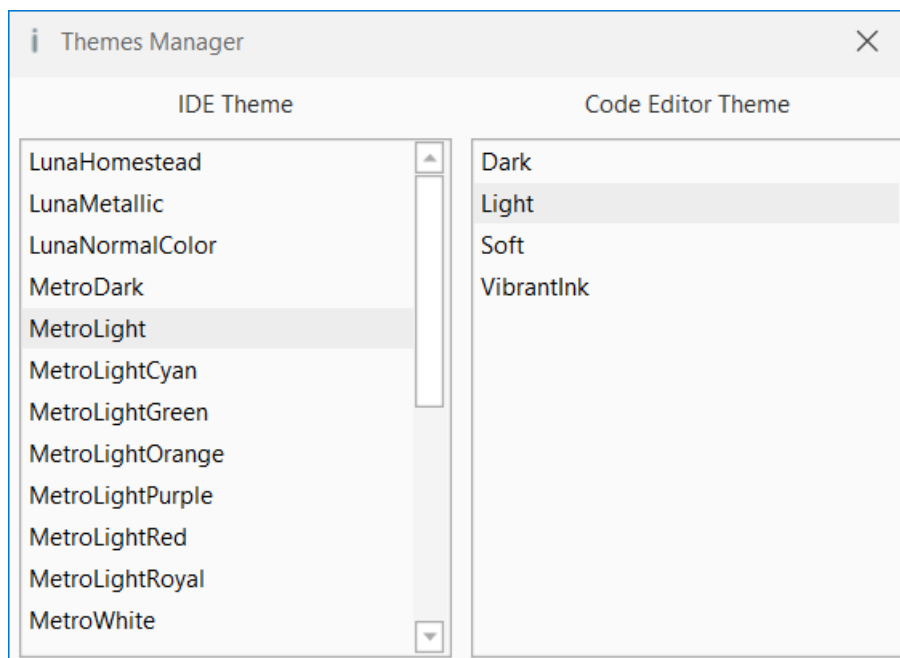 Themes Manager
IDE Theme
LunaHomestead
LunaMetallic
LunaNormalColor
MetroDark
MetroLight
MetroLightCyan
MetroLightGreen
MetroLightOrange
MetroLightPurple
MetroLightRed
MetroLightRoyal
MetroWhite
Code Editor Theme
Dark
Light
Soft
VibrantInk